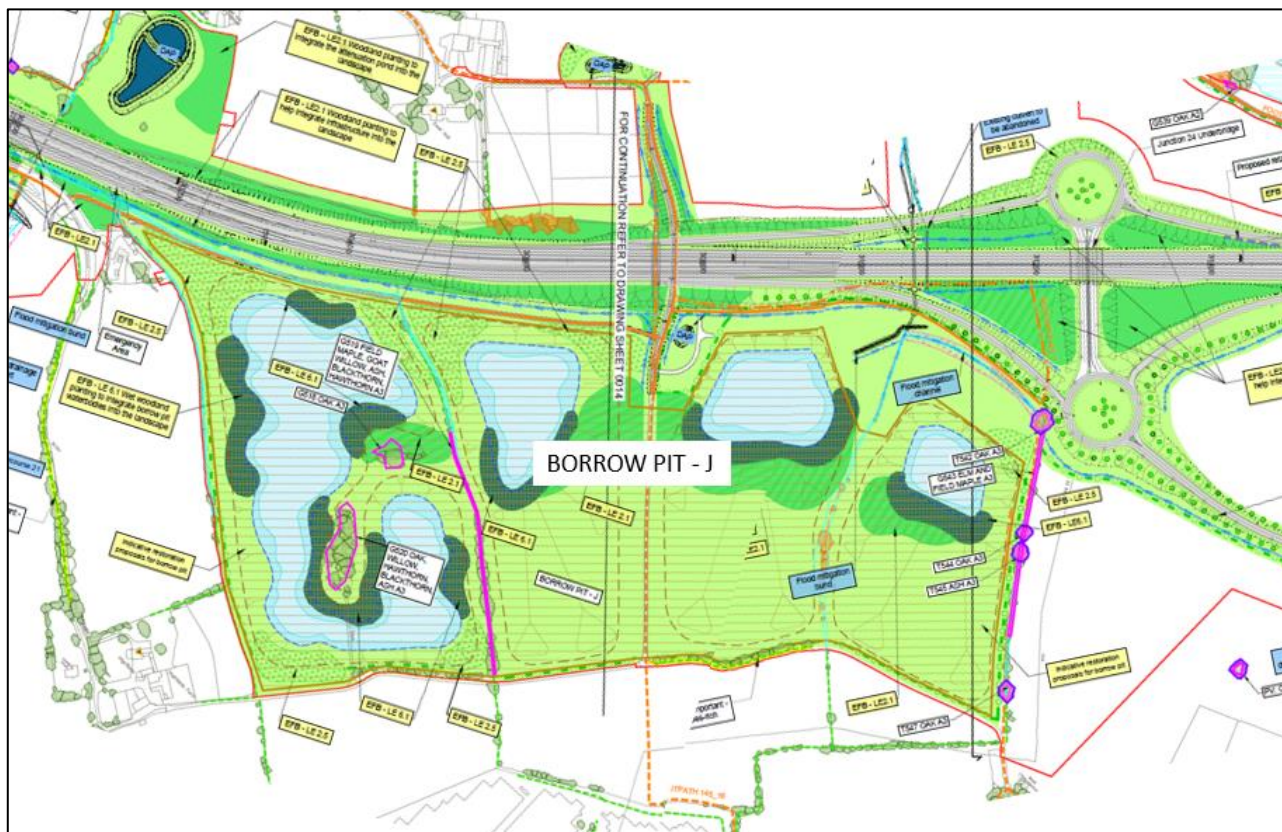 OAP
EFB - LE2.1 Woodland planting to
integrate the attenuation pond into the
landscape
EFB - LE2.1 Woodland planting to
help integrate infrastructure into the
landscape
EFB - LE 2.5
OAP
FOR CONTINUATION REFER TO DRAWING SHEET 0014
Existing culvert to
be abandoned
EFB - LE 2.5
G539 OAK A2
Junction 24 Underbridge
EFB - LE2.1
EFB - LE 2.5
Flood mitigation bund
Emergency
Area
EFB - LE 6.1 Wet woodland
planting to integrate borrow pit
waterbodies into the landscape
G519 FIELD
MAPLE, GOAT
WILLOW, ASH,
BLACKTHORN,
HAWTHORN A3
EFB - LE 6.1
G518 OAK A3
OAP
Flood mitigation
channel
BORROW PIT - J
T542 OAK A3
G543 ELM AND
FIELD MAPLE A3
EFB - LE 2.5
EFB - LE6.1
EFB - LE 2.1
EFB - LE 6.1
EFB - LE 2.1
LE2.1
Indicative restoration
proposals for borrow pit
G520 OAK,
WILLOW,
HAWTHORN,
BLACKTHORN,
ASH A3
BORROW PIT - J
Flood mitigation
bund
T544 OAK A3
T545 ASH A3
Indicative restoration
proposals for borrow pit
EFB - LE 2.5
EFB - LE 6.1
EFB - LE 2.5
EFB - LE2.1
T547 OAK A3